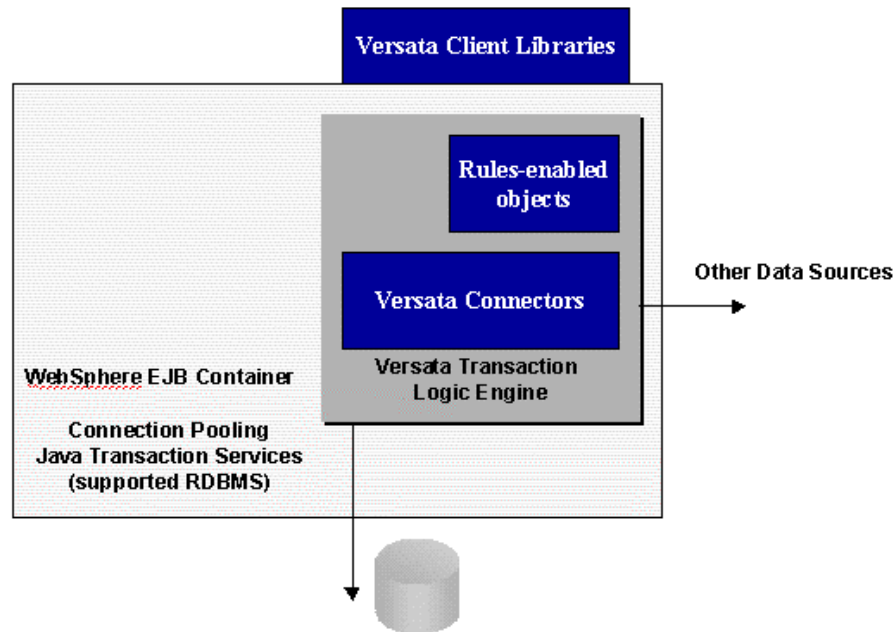 Versata Client Libraries
Rules-enabled
objects
Versata Connectors
Other Data Sources
Versata Transaction
Logic Engine
WebSphere EJB Container
Connection Pooling
Java Transaction Services
(supported RDBMS)